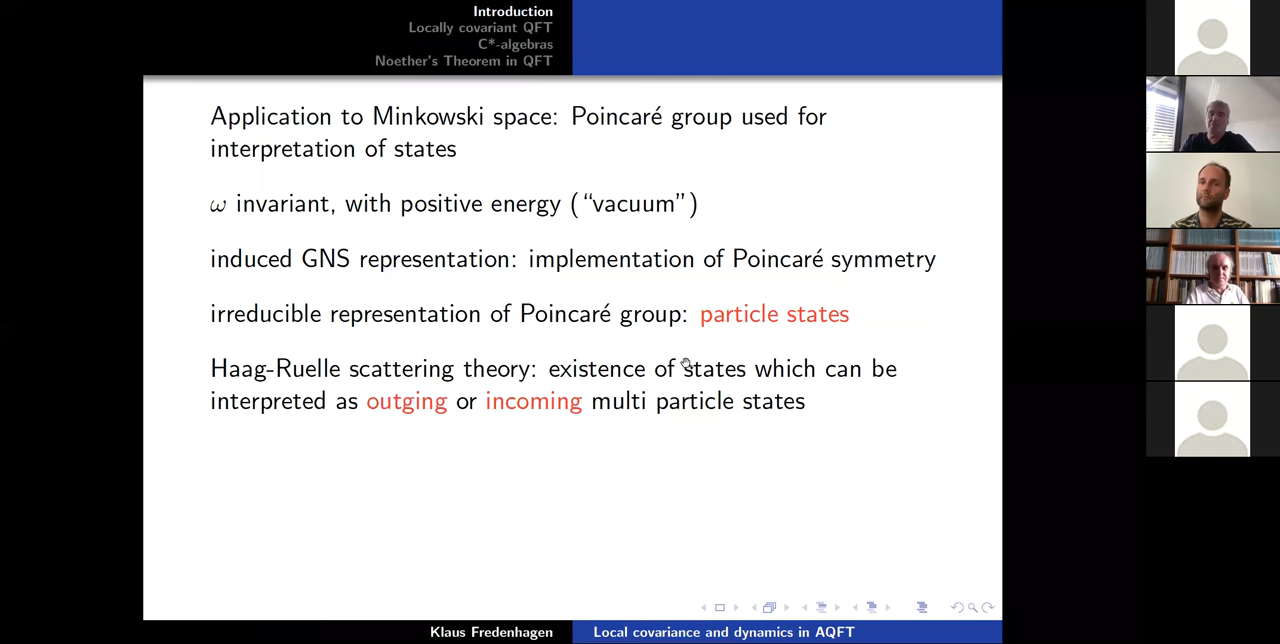 Introduction
Locally covariant QFT
C*-algebras
Noether's Theorem in QFT
Application to Minkowski space: Poincaré group used for
interpretation of states
ω invariant, with positive energy (“vacuum”)
induced GNS representation: implementation of Poincaré symmetry
irreducible representation of Poincaré group: particle states
Haag-Ruelle scattering theory: existence of states which can be
interpreted as outging or incoming multi particle states
Klaus Fredenhagen
Local covariance and dynamics in AQFT